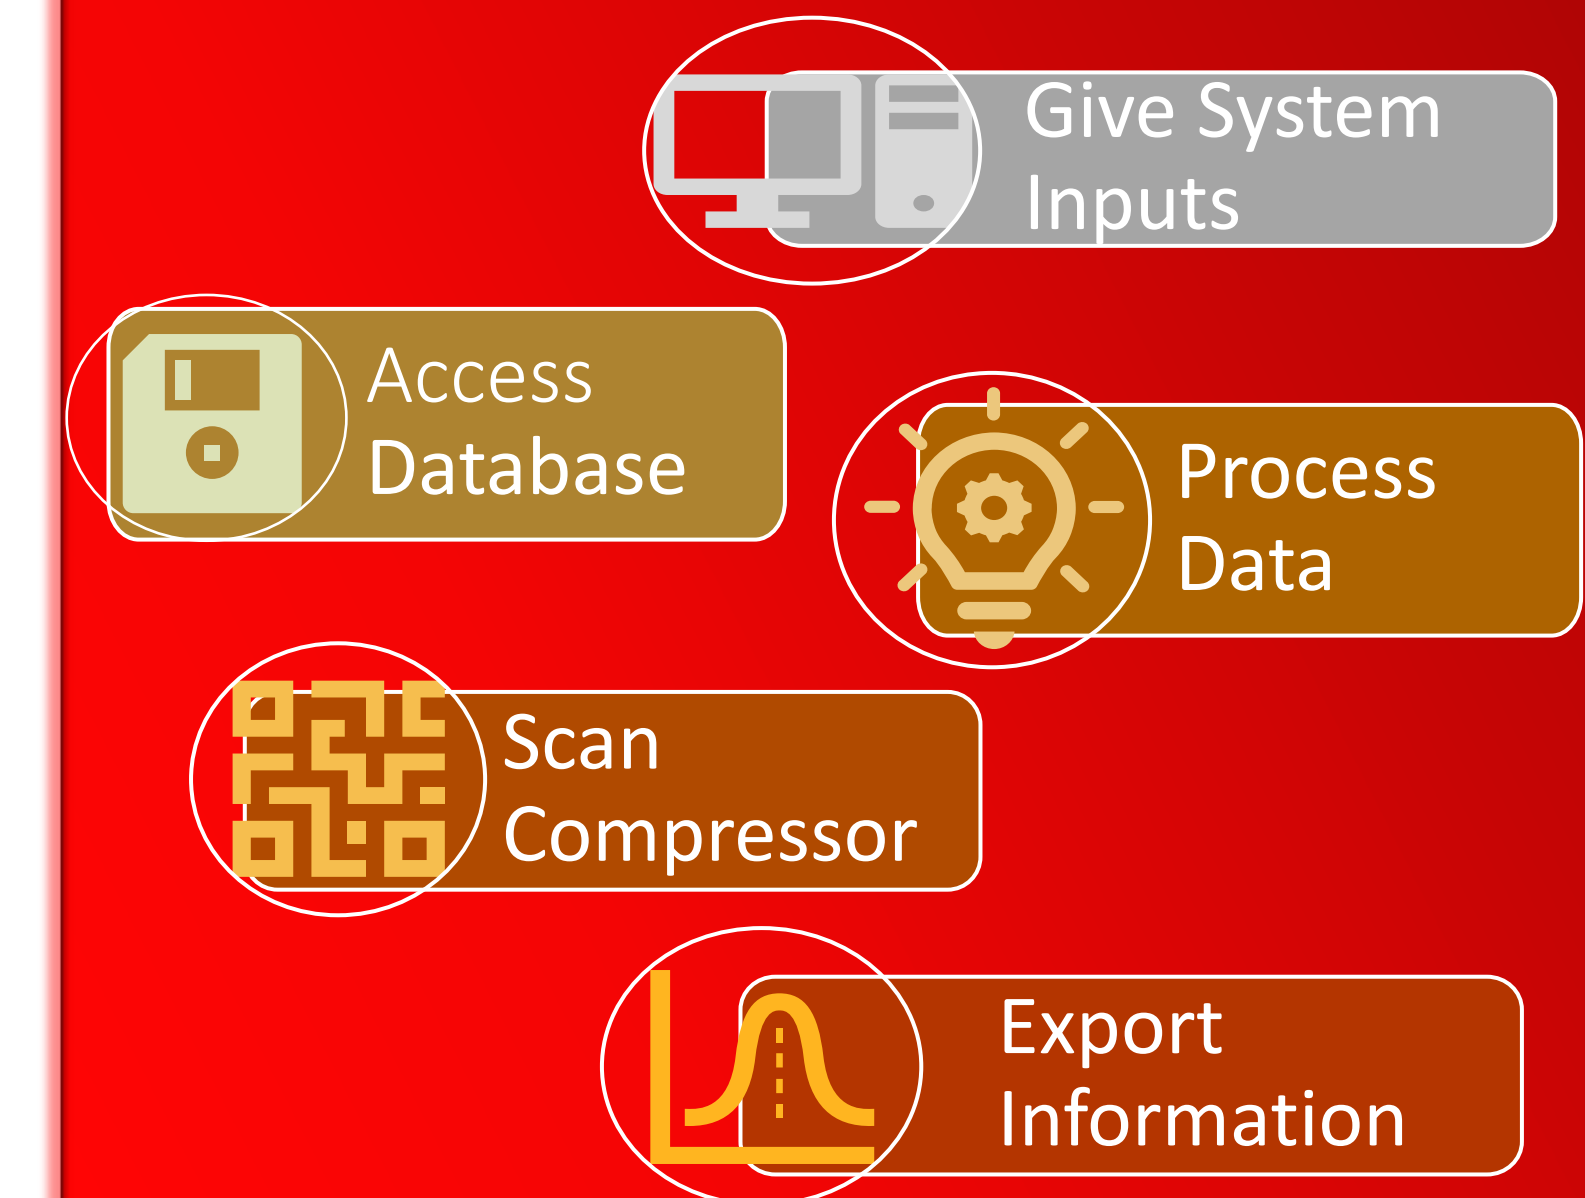 Give System
Inputs
Access
Database
Process
Data
Scan
Compressor
Export
Information